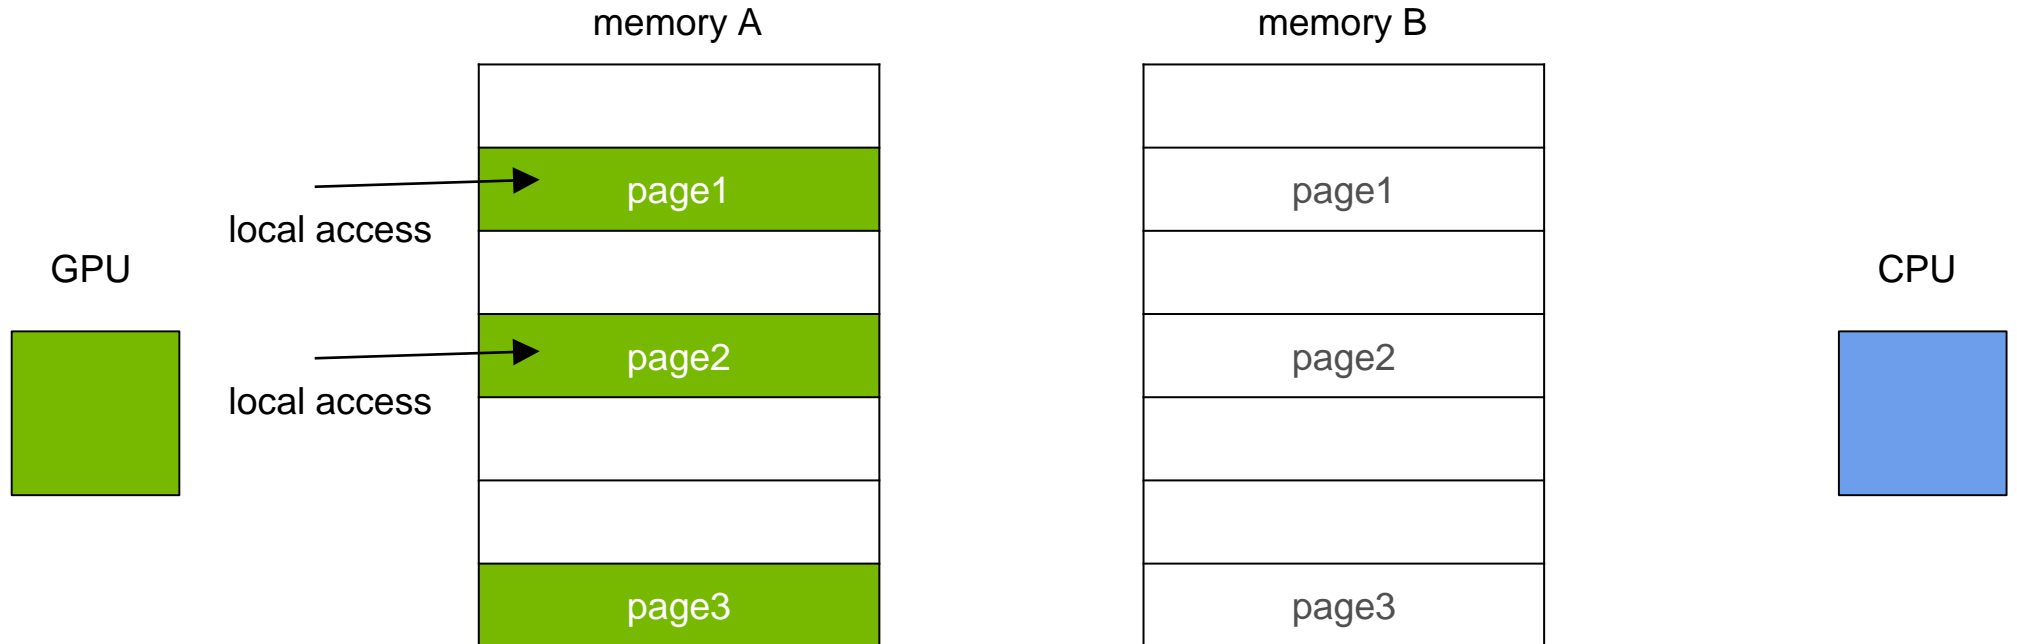 memory A
memory B
page1
page1
local access
GPU
CPU
page2
page2
local access
page3
page3